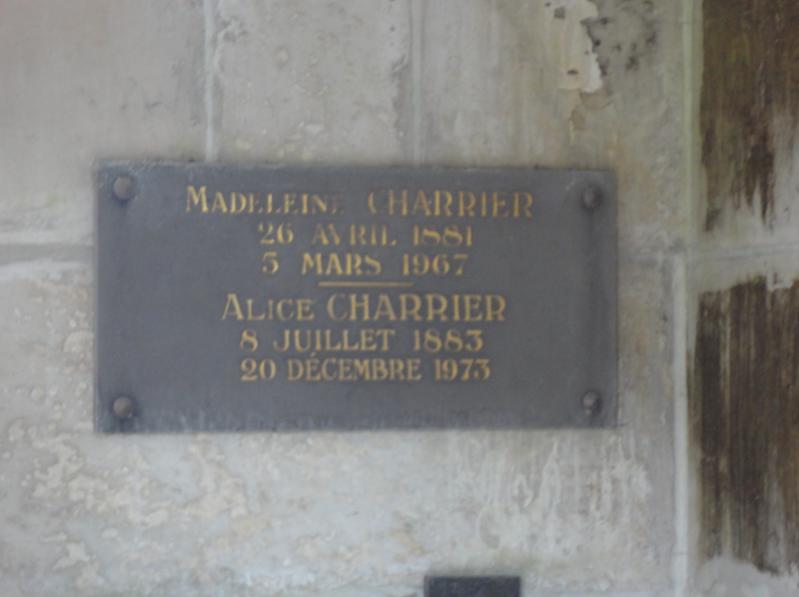 MADELEINE CHARRIER
26 AVRIL 1881
5 MARS 1967
ALICE CHARRIER
8 JUILLET 1883
20 DÉCEMBRE 1973